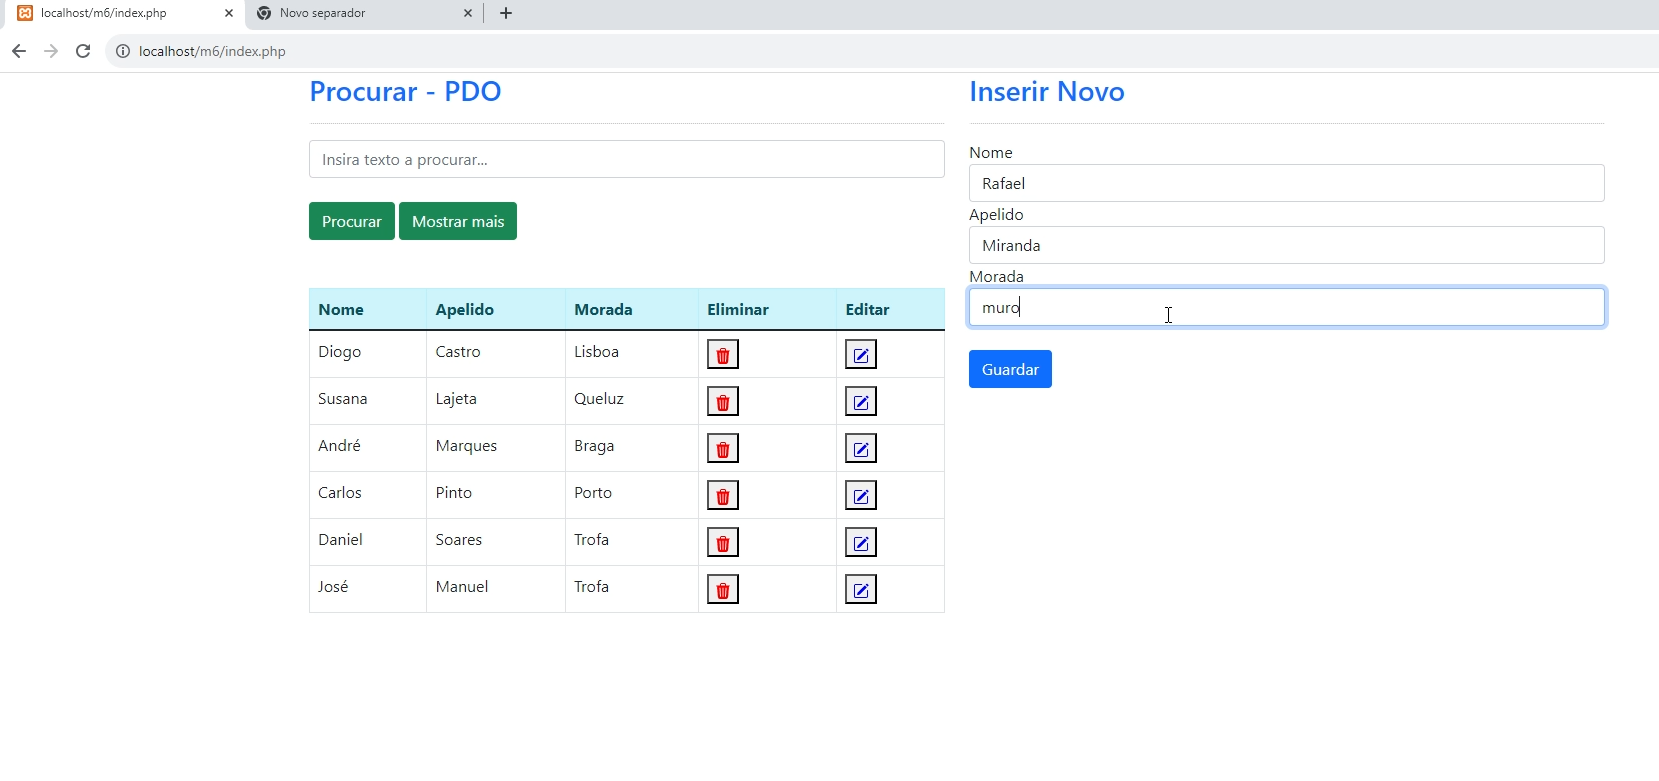 localhost/m6/index.php
Novo separador
localhost/m6/index.php
Procurar - PDO
Insira texto a procurar...
Procurar Mostrar mais
Nome Apelido Morada Eliminar Editar
Diogo Castro Lisboa
Susana Lajeta Queluz
André Marques Braga
Carlos Pinto Porto
Daniel Soares Trofa
José Manuel Trofa
Inserir Novo
Nome
Rafael
Apelido
Miranda
Morada
muro
Guardar